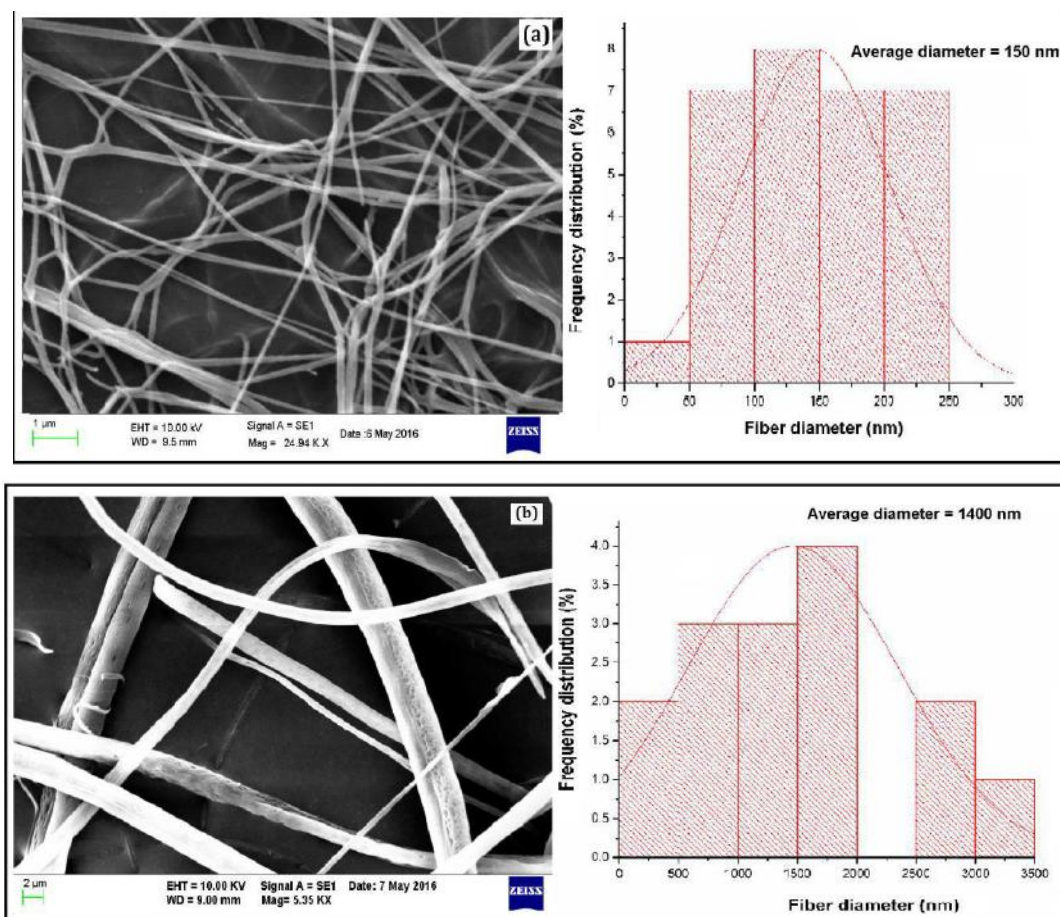 (a)
Average diameter = 150 nm
Frequency distribution (%)
8
7
6
5
4
3
2
1
0
0 50 100 150 200 250 300
Fiber diameter (nm)
1 µm
EHT = 10.00 kV Signal A = SE1 Date :6 May 2016
WD = 9.5 mm Mag = 24.94 K X
ZEISS
(b)
Average diameter = 1400 nm
Frequency distribution (%)
4.0
3.5
3.0
2.5
2.0
1.5
1.0
0.5
0.0
0 500 1000 1500 2000 2500 3000 3500
Fiber diameter (nm)
2 µm
EHT = 10.00 KV Signal A = SE1 Date: 7 May 2016
WD = 9.00 mm Mag= 5.35 KX
ZEISS